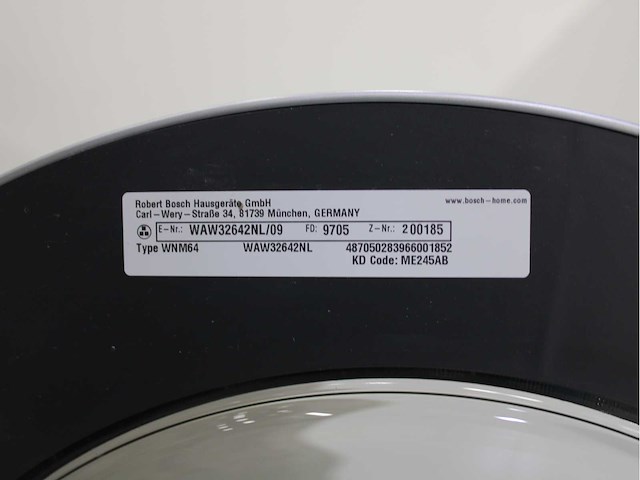 Robert Bosch Hausgeräte GmbH www.bosch-home.com
Carl-Wery-Straße 34, 81739 München, GERMANY
E-Nr.: WAW32642NL/09 FD: 9705 Z-Nr.: 200185
Type WNM64 WAW32642NL 487050283966001852
KD Code: ME245AB